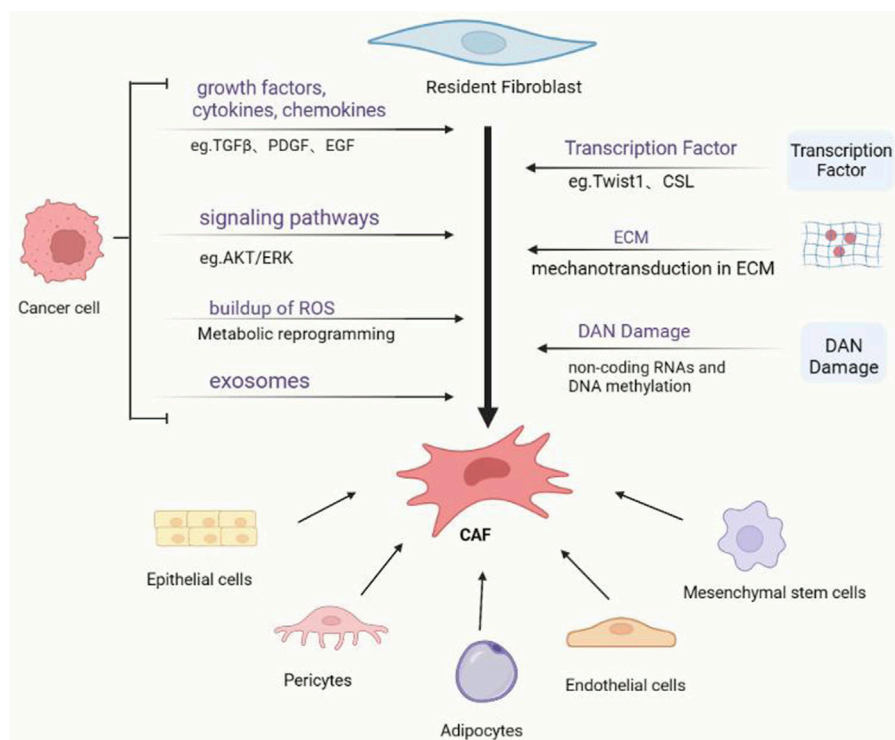 Resident Fibroblast
growth factors,
cytokines, chemokines
eg.TGFβ、PDGF、EGF
signaling pathways
eg.AKT/ERK
buildup of ROS
Metabolic reprogramming
exosomes
Cancer cell
Transcription Factor
eg.Twist1、CSL
Transcription
Factor
ECM
mechanotransduction in ECM
DAN Damage
non-coding RNAs and
DNA methylation
DAN
Damage
CAF
Epithelial cells
Pericytes
Adipocytes
Endothelial cells
Mesenchymal stem cells